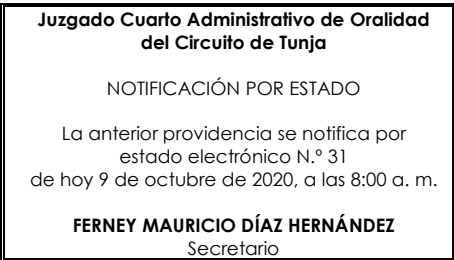 Juzgado Cuarto Administrativo de Oralidad
del Circuito de Tunja
NOTIFICACIÓN POR ESTADO
La anterior providencia se notifica por
estado electrónico N.º 31
de hoy 9 de octubre de 2020, a las 8:00 a. m.
FERNEY MAURICIO DÍAZ HERNÁNDEZ
Secretario